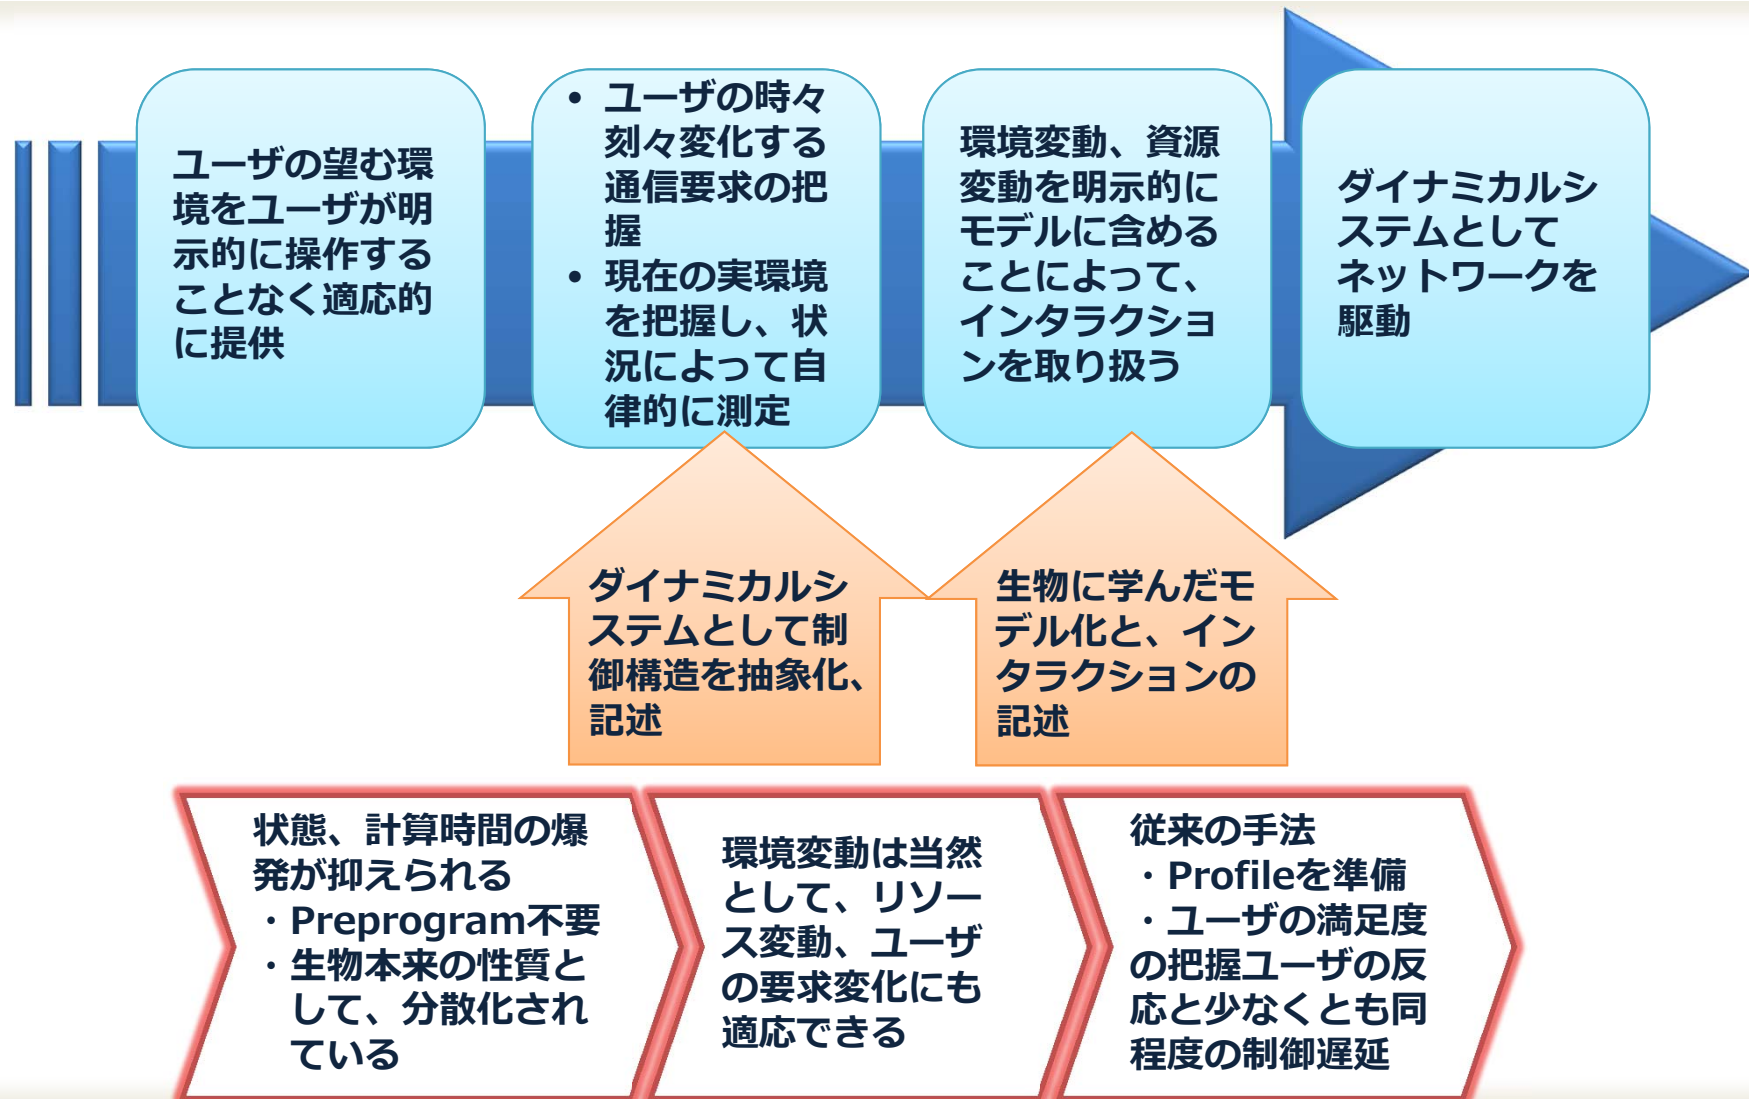 ユーザの望む環
境をユーザが明
示的に操作する
ことなく適応的
に提供
• ユーザの時々
刻々変化する
通信要求の把
握
• 現在の実環境
を把握し、状
況によって自
律的に測定
環境変動、資源
変動を明示的に
モデルに含める
ことによって、
インタラクショ
ンを取り扱う
ダイナミカルシ
ステムとして
ネットワークを
駆動
ダイナミカルシ
ステムとして制
御構造を抽象化、
記述
生物に学んだモ
デル化と、イン
タラクションの
記述
状態、計算時間の爆
発が抑えられる
・Preprogram不要
・生物本来の性質と
して、分散化され
ている
環境変動は当然
として、リソー
ス変動、ユーザ
の要求変化にも
適応できる
従来の手法
・Profileを準備
・ユーザの満足度
の把握ユーザの反
応と少なくとも同
程度の制御遅延